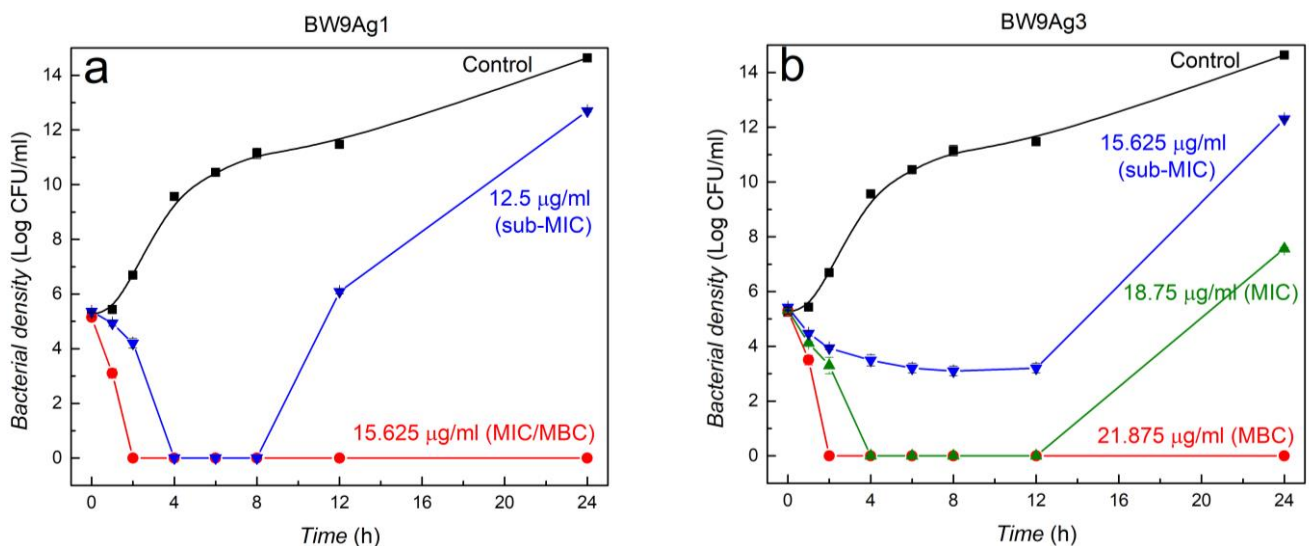 BW9Ag1
a
Control
12.5 μg/ml
(sub-MIC)
15.625 μg/ml (MIC/MBC)
Bacterial density (Log CFU/ml)
14
12
10
8
6
4
2
0
0 4 8 12 16 20 24
Time (h)
BW9Ag3
b
Control
15.625 μg/ml
(sub-MIC)
18.75 μg/ml (MIC)
21.875 μg/ml (MBC)
Bacterial density (Log CFU/ml)
14
12
10
8
6
4
2
0
0 4 8 12 16 20 24
Time (h)